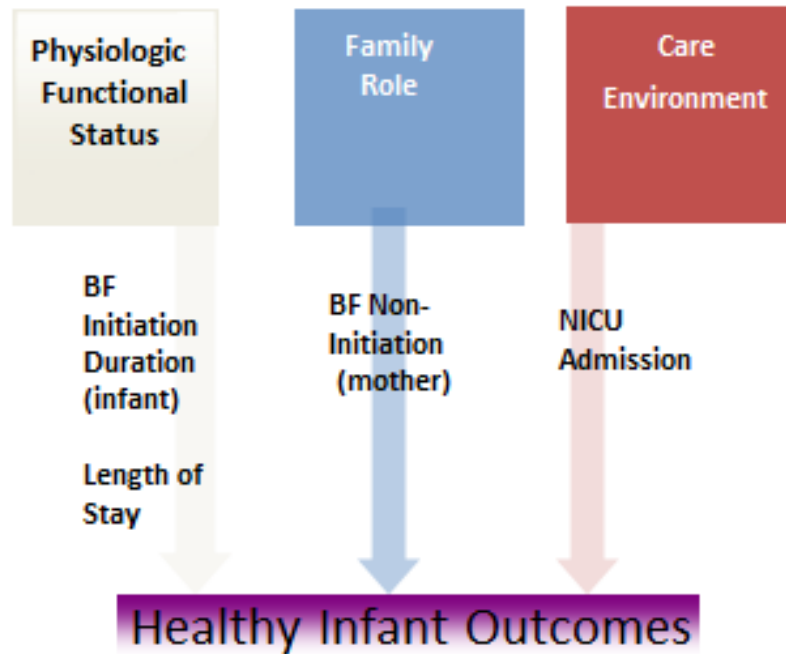 Physiologic
Functional
Status
Family
Role
Care
Environment
BF
Initiation
Duration
(infant)
Length of
Stay
BF Non-
Initiation
(mother)
NICU
Admission
Healthy Infant Outcomes